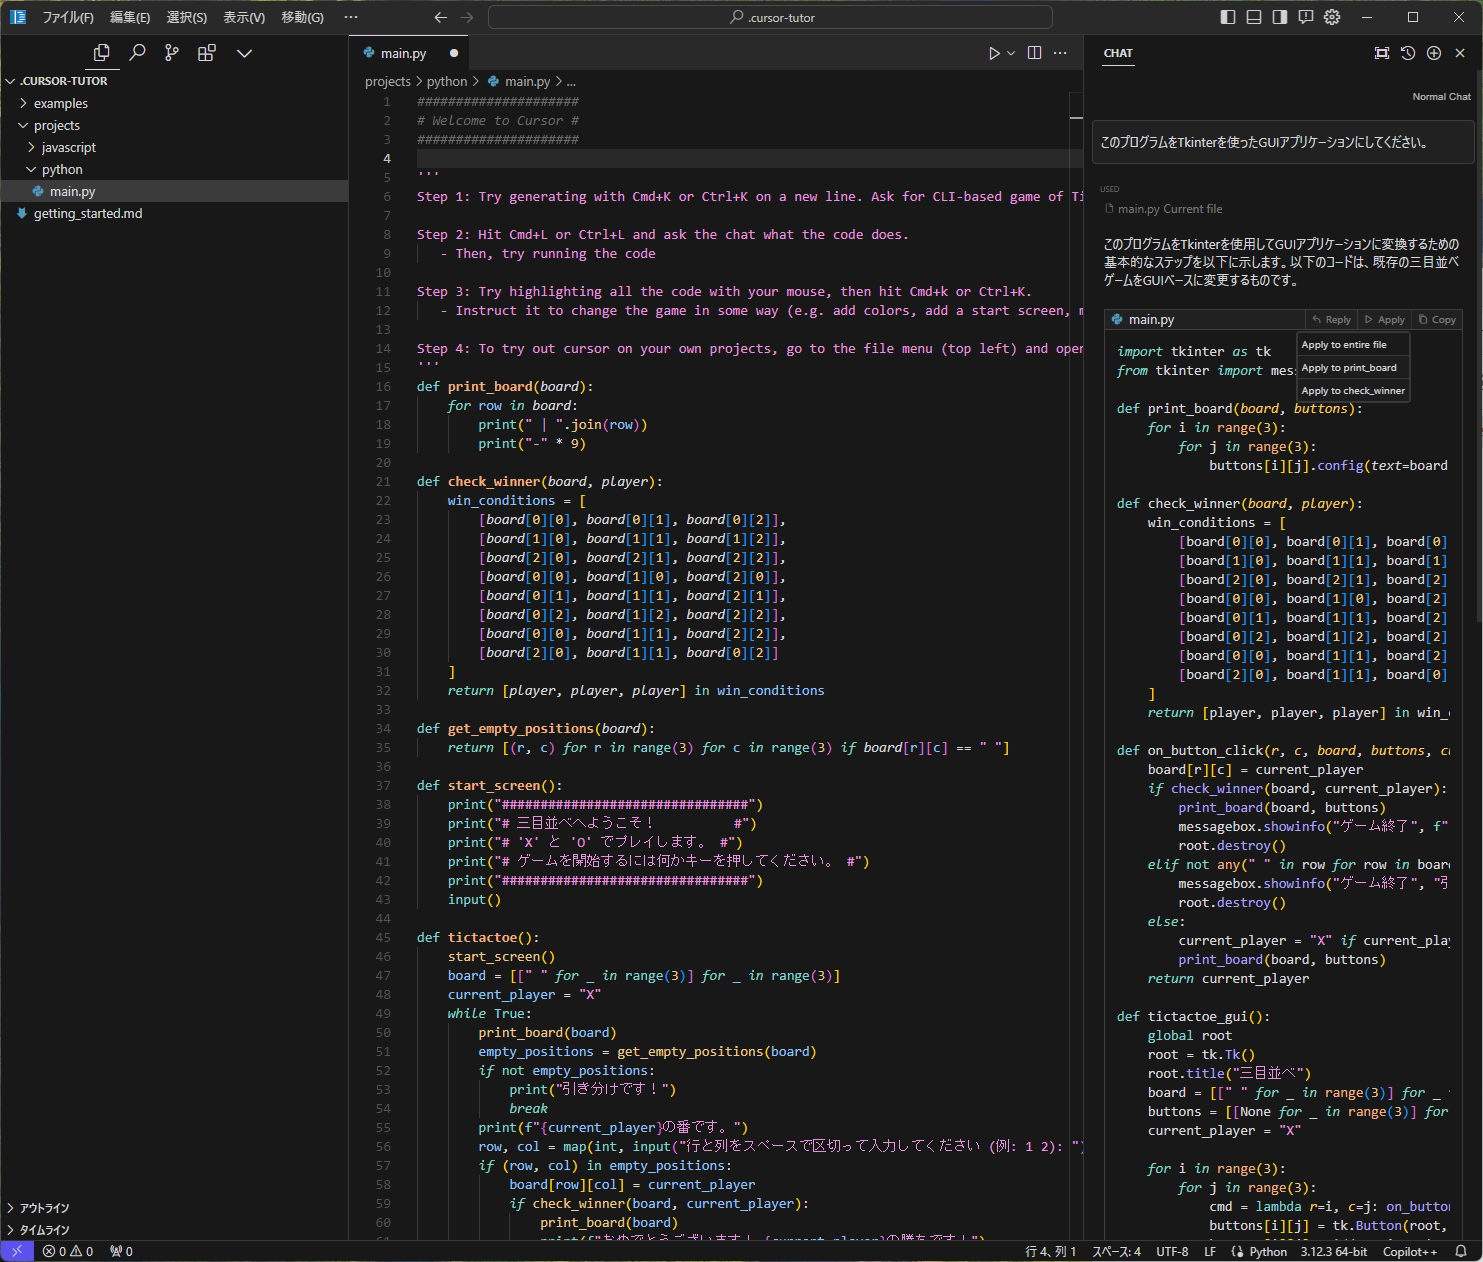 ファイル(F) 編集(E) 選択(S) 表示(V) 移動(G) ··· .cursor-tutor
.CURSOR-TUTOR
examples
projects
javascript
python
main.py
getting_started.md
アウトライン
タイムライン
main.py
projects > python > main.py > ...
1 #####################
2 # Welcome to Cursor #
3 #####################
4
5 '''
6 Step 1: Try generating with Cmd+K or Ctrl+K on a new line. Ask for CLI-based game of Ti
7
8 Step 2: Hit Cmd+L or Ctrl+L and ask the chat what the code does.
9 - Then, try running the code
10
11 Step 3: Try highlighting all the code with your mouse, then hit Cmd+k or Ctrl+K.
12 - Instruct it to change the game in some way (e.g. add colors, add a start screen, m
13
14 Step 4: To try out cursor on your own projects, go to the file menu (top left) and oper
15 '''
16 def print_board(board):
17 for row in board:
18 print(" | ".join(row))
19 print("-" * 9)
20
21 def check_winner(board, player):
22 win_conditions = [
23 [board[0][0], board[0][1], board[0][2]],
24 [board[1][0], board[1][1], board[1][2]],
25 [board[2][0], board[2][1], board[2][2]],
26 [board[0][0], board[1][0], board[2][0]],
27 [board[0][1], board[1][1], board[2][1]],
28 [board[0][2], board[1][2], board[2][2]],
29 [board[0][0], board[1][1], board[2][2]],
30 [board[2][0], board[1][1], board[0][2]]
31 ]
32 return [player, player, player] in win_conditions
33
34 def get_empty_positions(board):
35 return [(r, c) for r in range(3) for c in range(3) if board[r][c] == " "]
36
37 def start_screen():
38 print("################################")
39 print("# 三目並べへようこそ！ #")
40 print("# 'X' と 'O' でプレイします。 #")
41 print("# ゲームを開始するには何かキーを押してください。 #")
42 print("################################")
43 input()
44
45 def tictactoe():
46 start_screen()
47 board = [[" " for _ in range(3)] for _ in range(3)]
48 current_player = "X"
49 while True:
50 print_board(board)
51 empty_positions = get_empty_positions(board)
52 if not empty_positions:
53 print("引き分けです！")
54 break
55 print(f"{current_player}の番です。")
56 row, col = map(int, input("行と列をスペースで区切って入力してください (例: 1 2): ")
57 if (row, col) in empty_positions:
58 board[row][col] = current_player
59 if check_winner(board, current_player):
60 print_board(board)
61 print(f"おめでとうございます！ {current_player}の勝ちです！")
CHAT
Normal Chat
このプログラムをTkinterを使ったGUIアプリケーションにしてください。
USED
main.py Current file
このプログラムをTkinterを使用してGUIアプリケーションに変換するための
基本的なステップを以下に示します。以下のコードは、既存の三目並べ
ゲームをGUIベースに変更するものです。
main.py Reply Apply Copy
Apply to entire file
Apply to print_board
Apply to check_winner
import tkinter as tk
from tkinter import mes
def print_board(board, buttons):
for i in range(3):
for j in range(3):
buttons[i][j].config(text=board
def check_winner(board, player):
win_conditions = [
[board[0][0], board[0][1], board[0]
[board[1][0], board[1][1], board[1]
[board[2][0], board[2][1], board[2]
[board[0][0], board[1][0], board[2]
[board[0][1], board[1][1], board[2]
[board[0][2], board[1][2], board[2]
[board[0][0], board[1][1], board[2]
[board[2][0], board[1][1], board[0]
]
return [player, player, player] in win_
def on_button_click(r, c, board, buttons, cu
board[r][c] = current_player
if check_winner(board, current_player):
print_board(board, buttons)
messagebox.showinfo("ゲーム終了", f"
root.destroy()
elif not any(" " in row for row in boar
messagebox.showinfo("ゲーム終了", "引
root.destroy()
else:
current_player = "X" if current_play
print_board(board, buttons)
return current_player
def tictactoe_gui():
global root
root = tk.Tk()
root.title("三目並べ")
board = [[" " for _ in range(3)] for _
buttons = [[None for _ in range(3)] for
current_player = "X"
for i in range(3):
for j in range(3):
cmd = lambda r=i, c=j: on_button
buttons[i][j] = tk.Button(root,
0 0 0 行 4、列 1 スペース: 4 UTF-8 LF Python 3.12.3 64-bit Copilot++